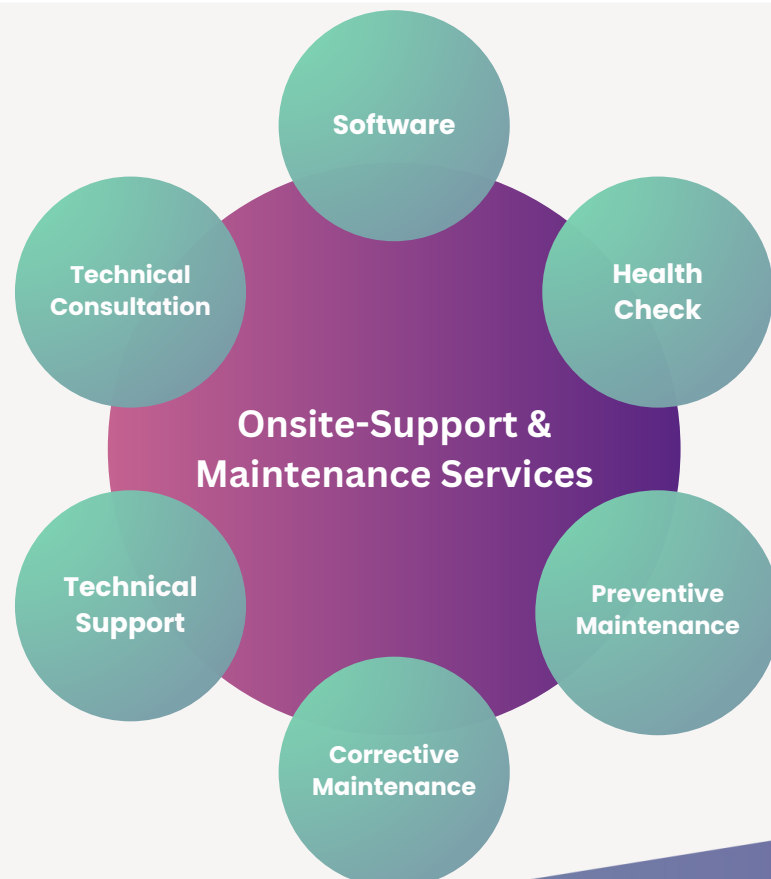 Software
Technical
Consultation
Health
Check
Onsite-Support &
Maintenance Services
Technical
Support
Preventive
Maintenance
Corrective
Maintenance